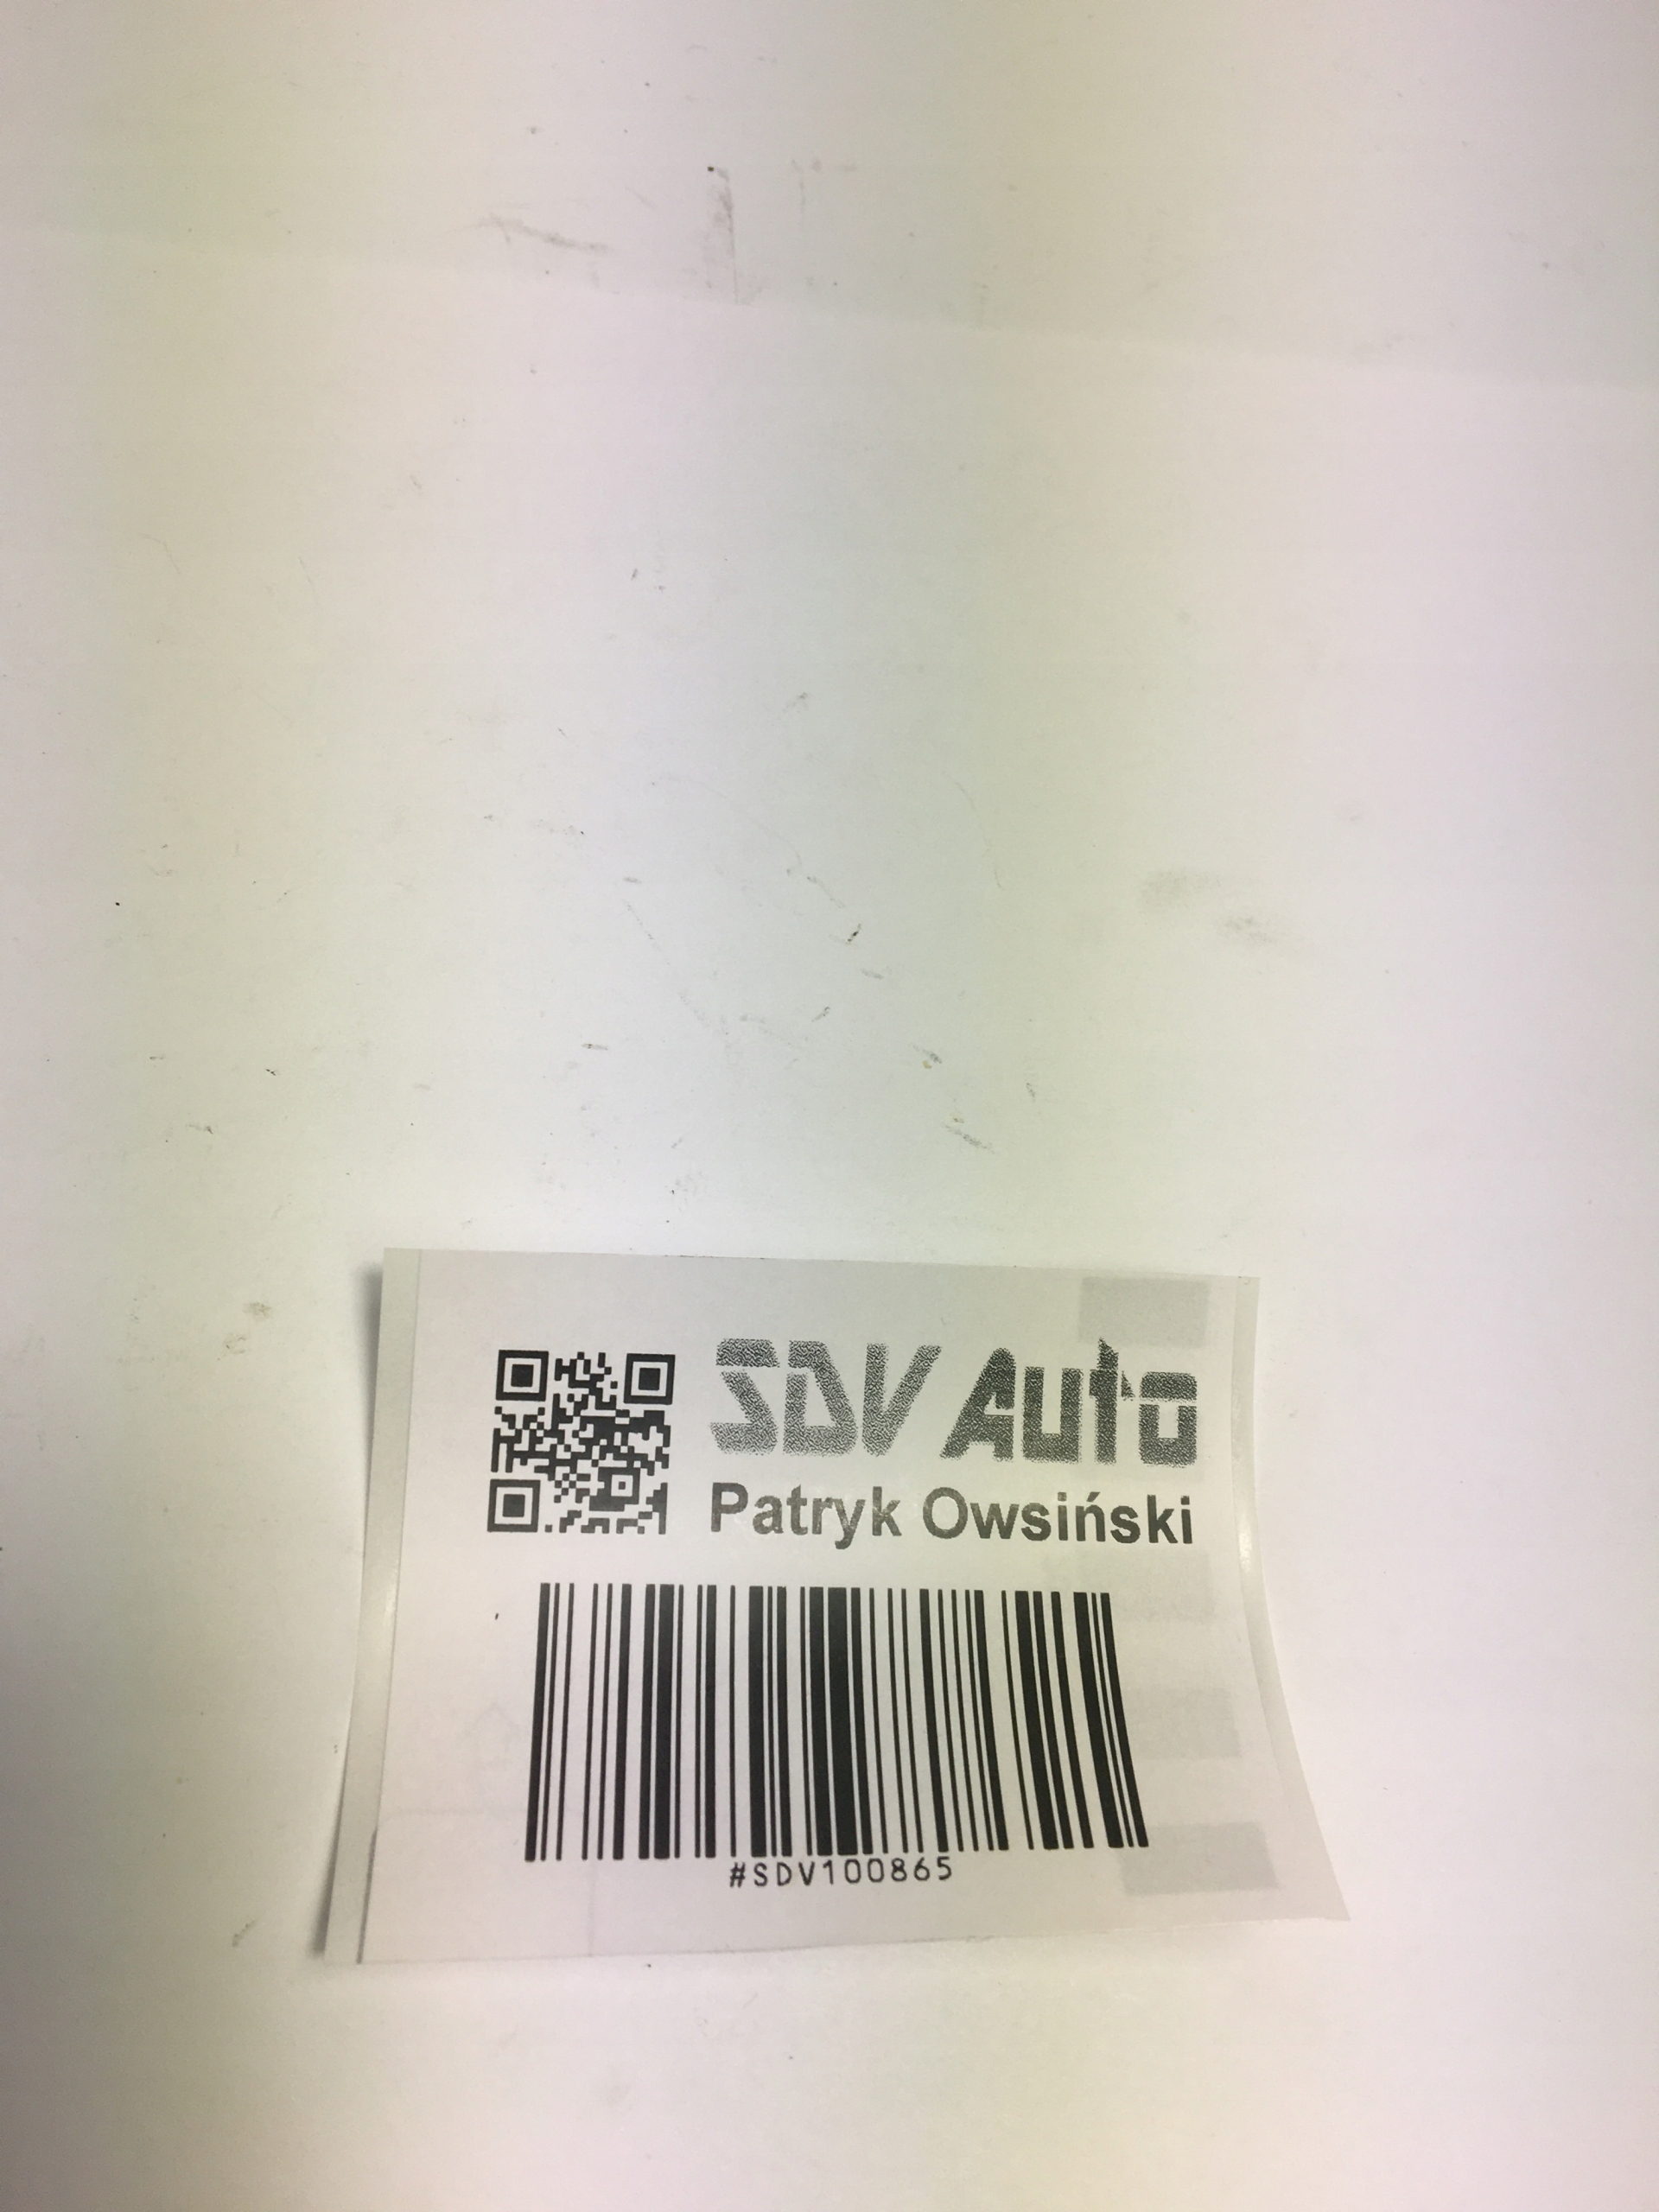 SDV Auto
Patryk Owsiński
#SDV100865